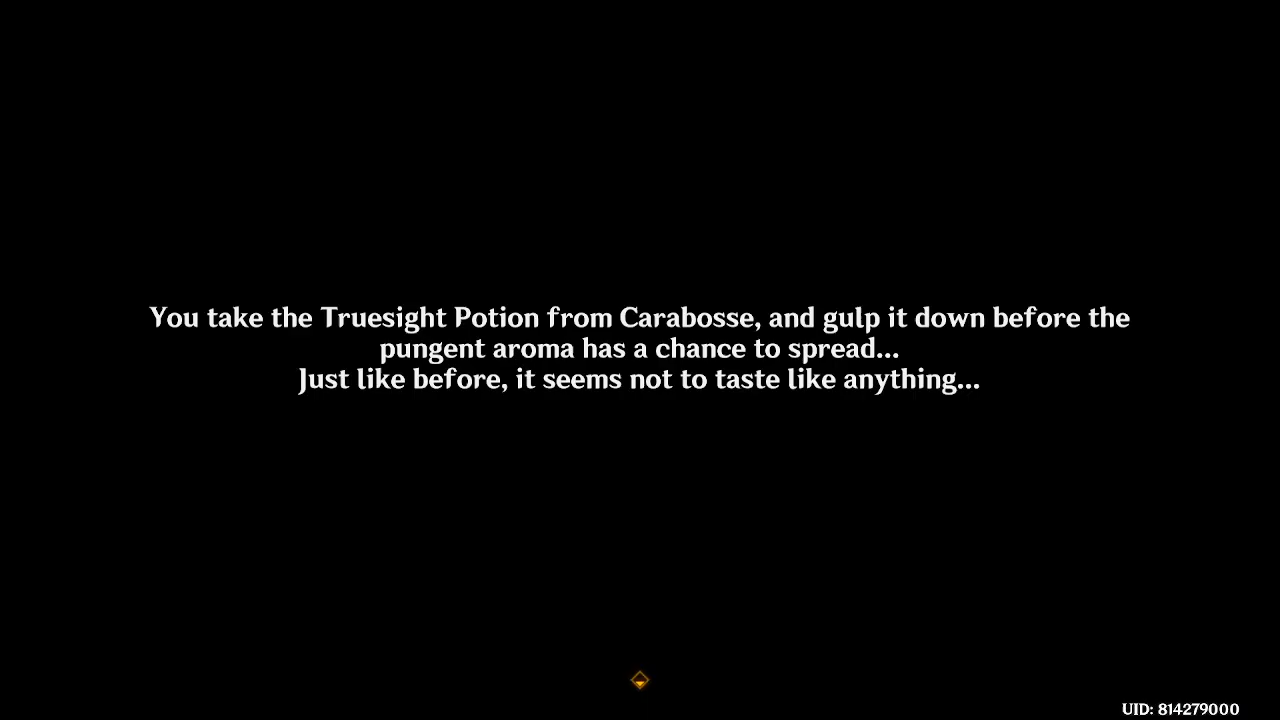 You take the Truesight Potion from Carabosse, and gulp it down before the
pungent aroma has a chance to spread...
Just like before, it seems not to taste like anything...
UID: 814279000